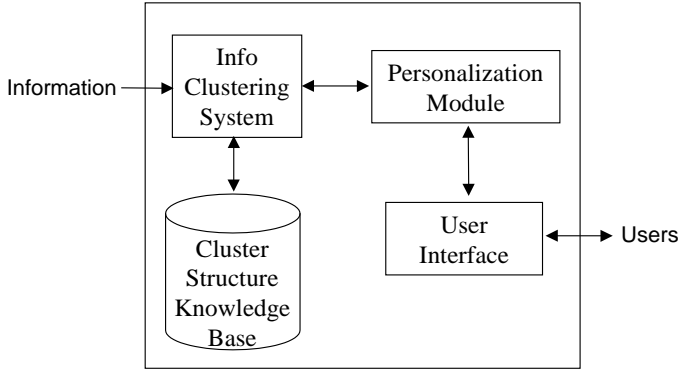 Information
Info
Clustering
System
Personalization
Module
Cluster
Structure
Knowledge
Base
User
Interface
Users